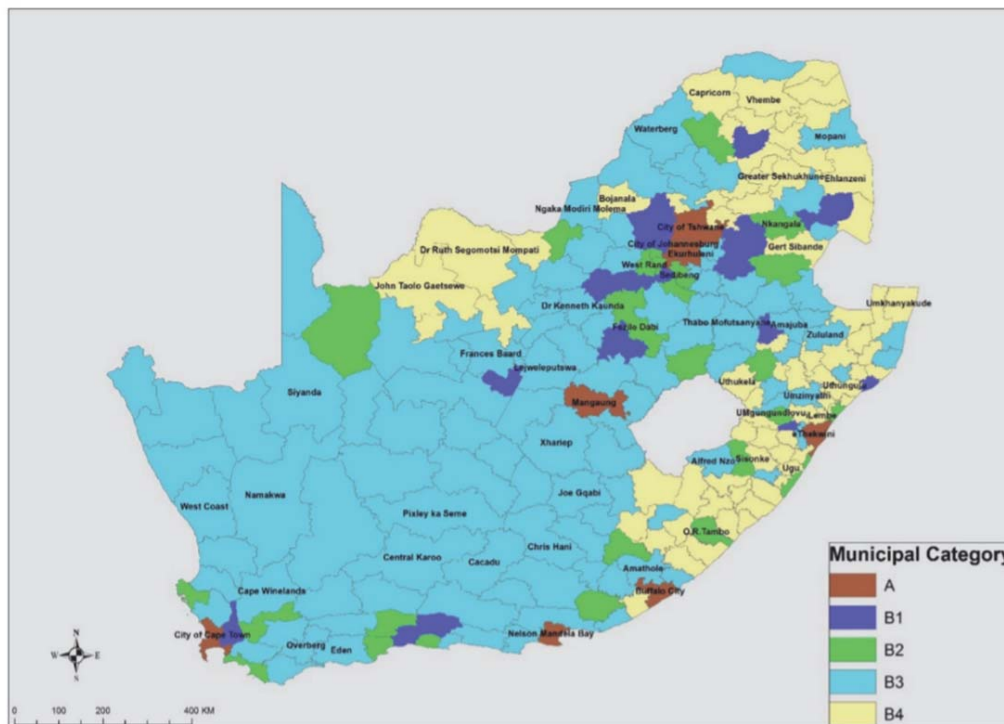 Capricorn
Vhembe
Waterberg
Mopani
Greater Sekhukhune
Ehlanzeni
Bojanala
Ngaka Modiri Molema
City of Tshwane
Nkangala
Dr Ruth Segomotsi Mompati
City of Johannesburg
Gert Sibande
Ekurhuleni
West Rand
Sedibeng
John Taolo Gaetsewe
Umkhanyakude
Dr Kenneth Kaunda
Fezile Dabi
Thabo Mofutsanyane
Amajuba
Zululand
Frances Baard
Lejweleputswa
Siyanda
Uthukela
Uthungulu
Umzinyathi
Mangaung
UMgungundlovu
iLembe
eThekwini
Xhariep
Alfred Nzo
Sisonke
Ugu
Joe Gqabi
West Coast
Namakwa
Pixley ka Seme
O.R.Tambo
Chris Hani
Central Karoo
Cacadu
Amathole
Cape Winelands
Buffalo City
City of Cape Town
Nelson Mandela Bay
Overberg
Eden
Municipal Category
A
B1
B2
B3
B4
N
W
E
S
0 100 200 400 KM